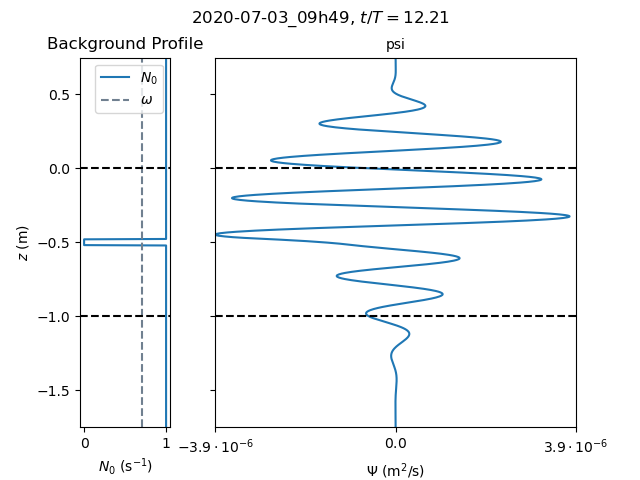 2020-07-03_09h49, t/T = 12.21
Background Profile
psi
N₀
ω
0.5
0.0
−0.5
−1.0
−1.5
z (m)
0 1
N₀ (s⁻¹)
−3.9 · 10⁻⁶ 0.0 3.9 · 10⁻⁶
Ψ (m²/s)